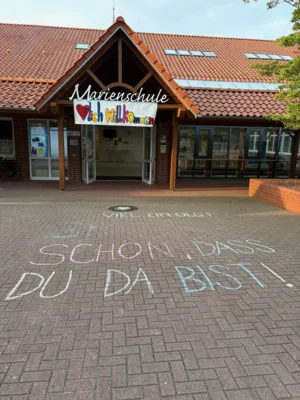 Marienschule
Herzlich Willkommen
VIEL ERFOLG!
SCHÖN, DASS
DU DA BIST!